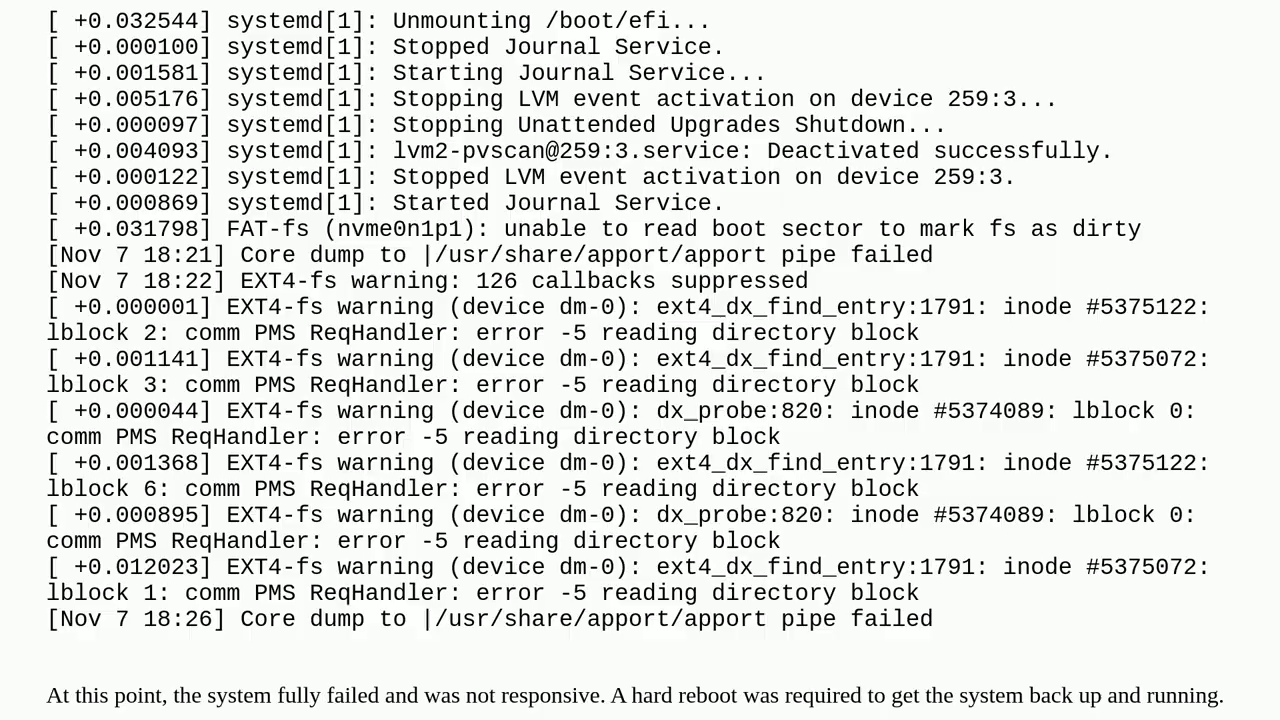 [ +0.032544] systemd[1]: Unmounting /boot/efi...
[ +0.000100] systemd[1]: Stopped Journal Service.
[ +0.001581] systemd[1]: Starting Journal Service...
[ +0.005176] systemd[1]: Stopping LVM event activation on device 259:3...
[ +0.000097] systemd[1]: Stopping Unattended Upgrades Shutdown...
[ +0.004093] systemd[1]: lvm2-pvscan@259:3.service: Deactivated successfully.
[ +0.000122] systemd[1]: Stopped LVM event activation on device 259:3.
[ +0.000869] systemd[1]: Started Journal Service.
[ +0.031798] FAT-fs (nvme0n1p1): unable to read boot sector to mark fs as dirty
[Nov 7 18:21] Core dump to |/usr/share/apport/apport pipe failed
[Nov 7 18:22] EXT4-fs warning: 126 callbacks suppressed
[ +0.000001] EXT4-fs warning (device dm-0): ext4_dx_find_entry:1791: inode #5375122:
lblock 2: comm PMS ReqHandler: error -5 reading directory block
[ +0.001141] EXT4-fs warning (device dm-0): ext4_dx_find_entry:1791: inode #5375072:
lblock 3: comm PMS ReqHandler: error -5 reading directory block
[ +0.000044] EXT4-fs warning (device dm-0): dx_probe:820: inode #5374089: lblock 0:
comm PMS ReqHandler: error -5 reading directory block
[ +0.001368] EXT4-fs warning (device dm-0): ext4_dx_find_entry:1791: inode #5375122:
lblock 6: comm PMS ReqHandler: error -5 reading directory block
[ +0.000895] EXT4-fs warning (device dm-0): dx_probe:820: inode #5374089: lblock 0:
comm PMS ReqHandler: error -5 reading directory block
[ +0.012023] EXT4-fs warning (device dm-0): ext4_dx_find_entry:1791: inode #5375072:
lblock 1: comm PMS ReqHandler: error -5 reading directory block
[Nov 7 18:26] Core dump to |/usr/share/apport/apport pipe failed
At this point, the system fully failed and was not responsive. A hard reboot was required to get the system back up and running.